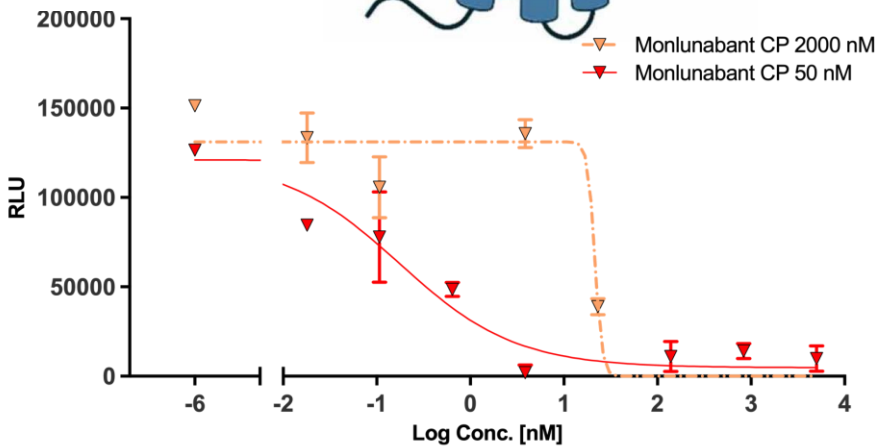 200000
Monlunabant CP 2000 nM
Monlunabant CP 50 nM
150000
100000
50000
0
RLU
-6 -2 -1 0 1 2 3 4
Log Conc. [nM]